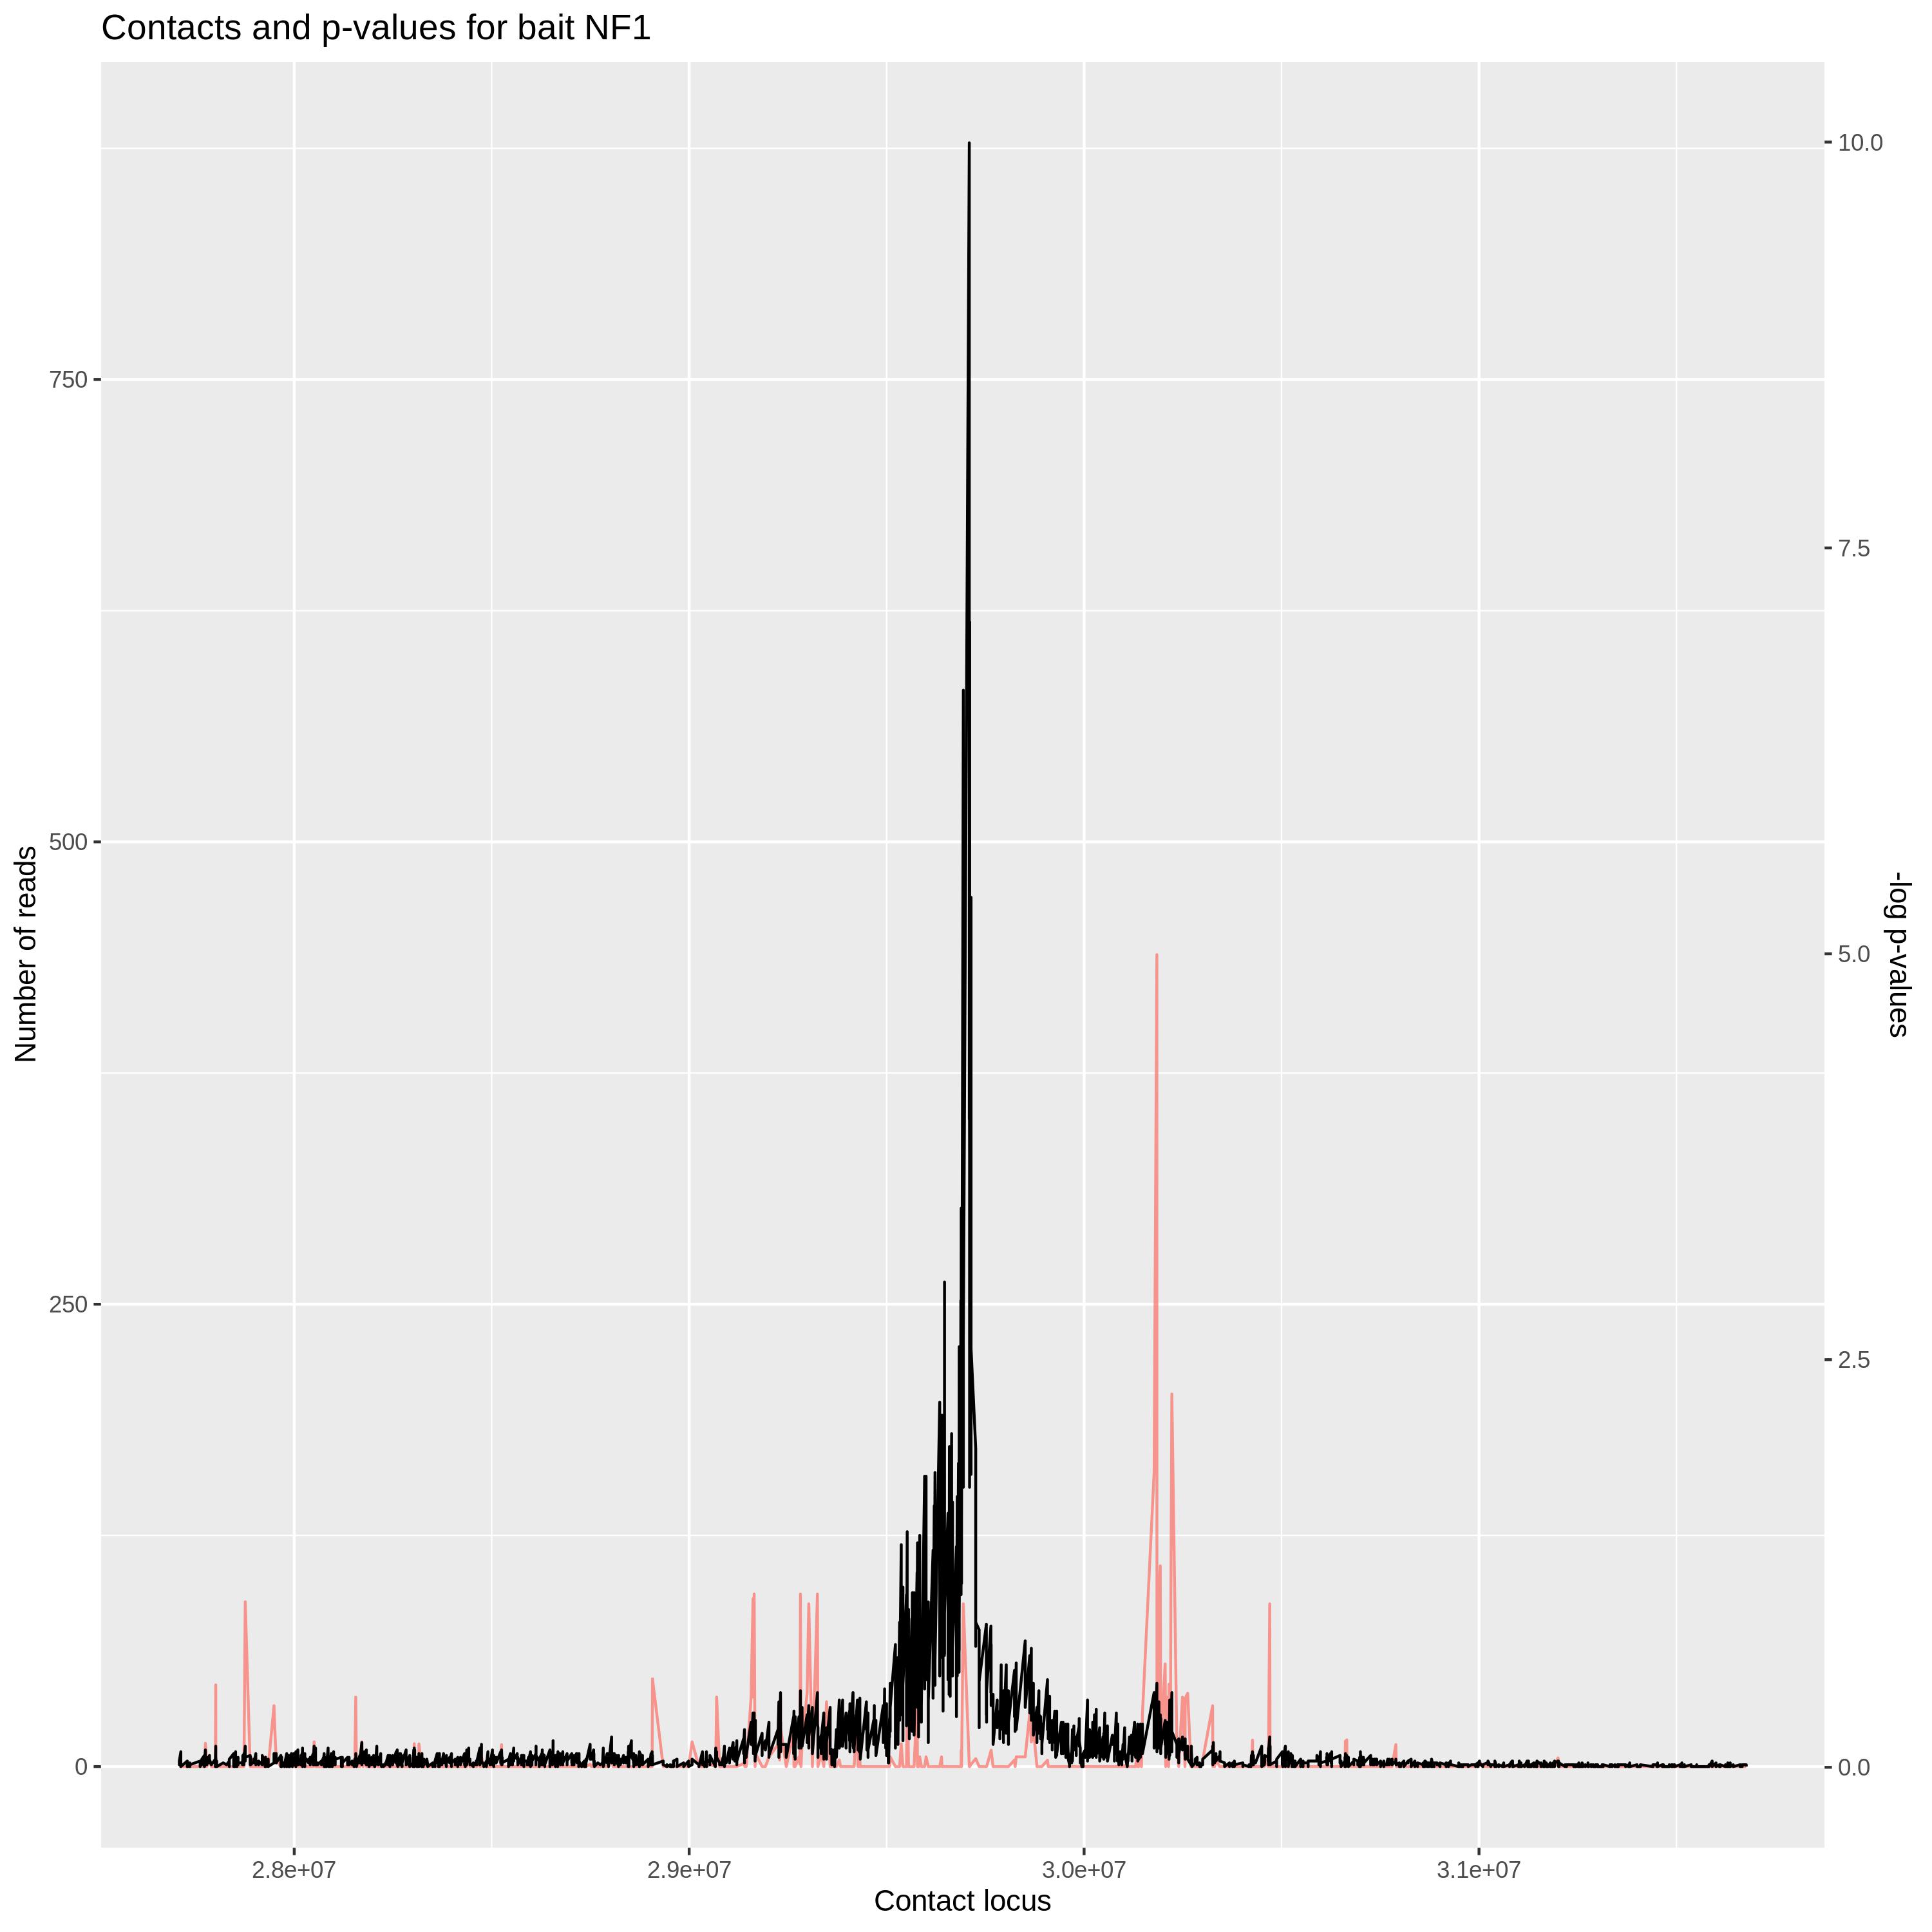 Contacts and p-values for bait NF1
10.0
750
7.5
500
Number of reads
-log p-values
5.0
250
2.5
0
0.0
2.8e+07 2.9e+07 3.0e+07 3.1e+07
Contact locus